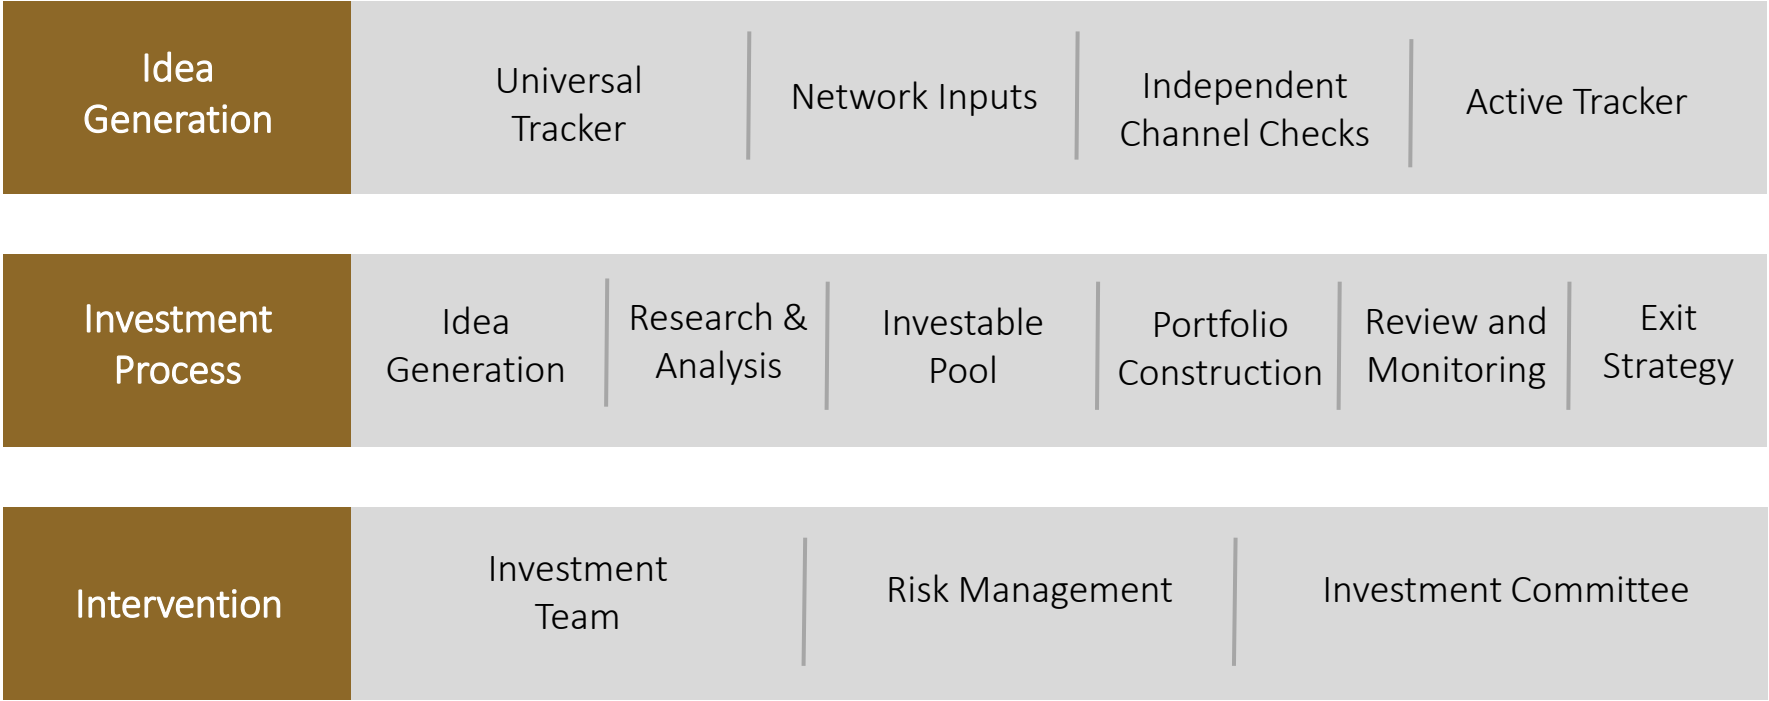 Idea
Generation
Universal
Tracker
Network Inputs
Independent
Channel Checks
Active Tracker
Investment
Process
Idea
Generation
Research &
Analysis
Investable
Pool
Portfolio
Construction
Review and
Monitoring
Exit
Strategy
Intervention
Investment
Team
Risk Management
Investment Committee